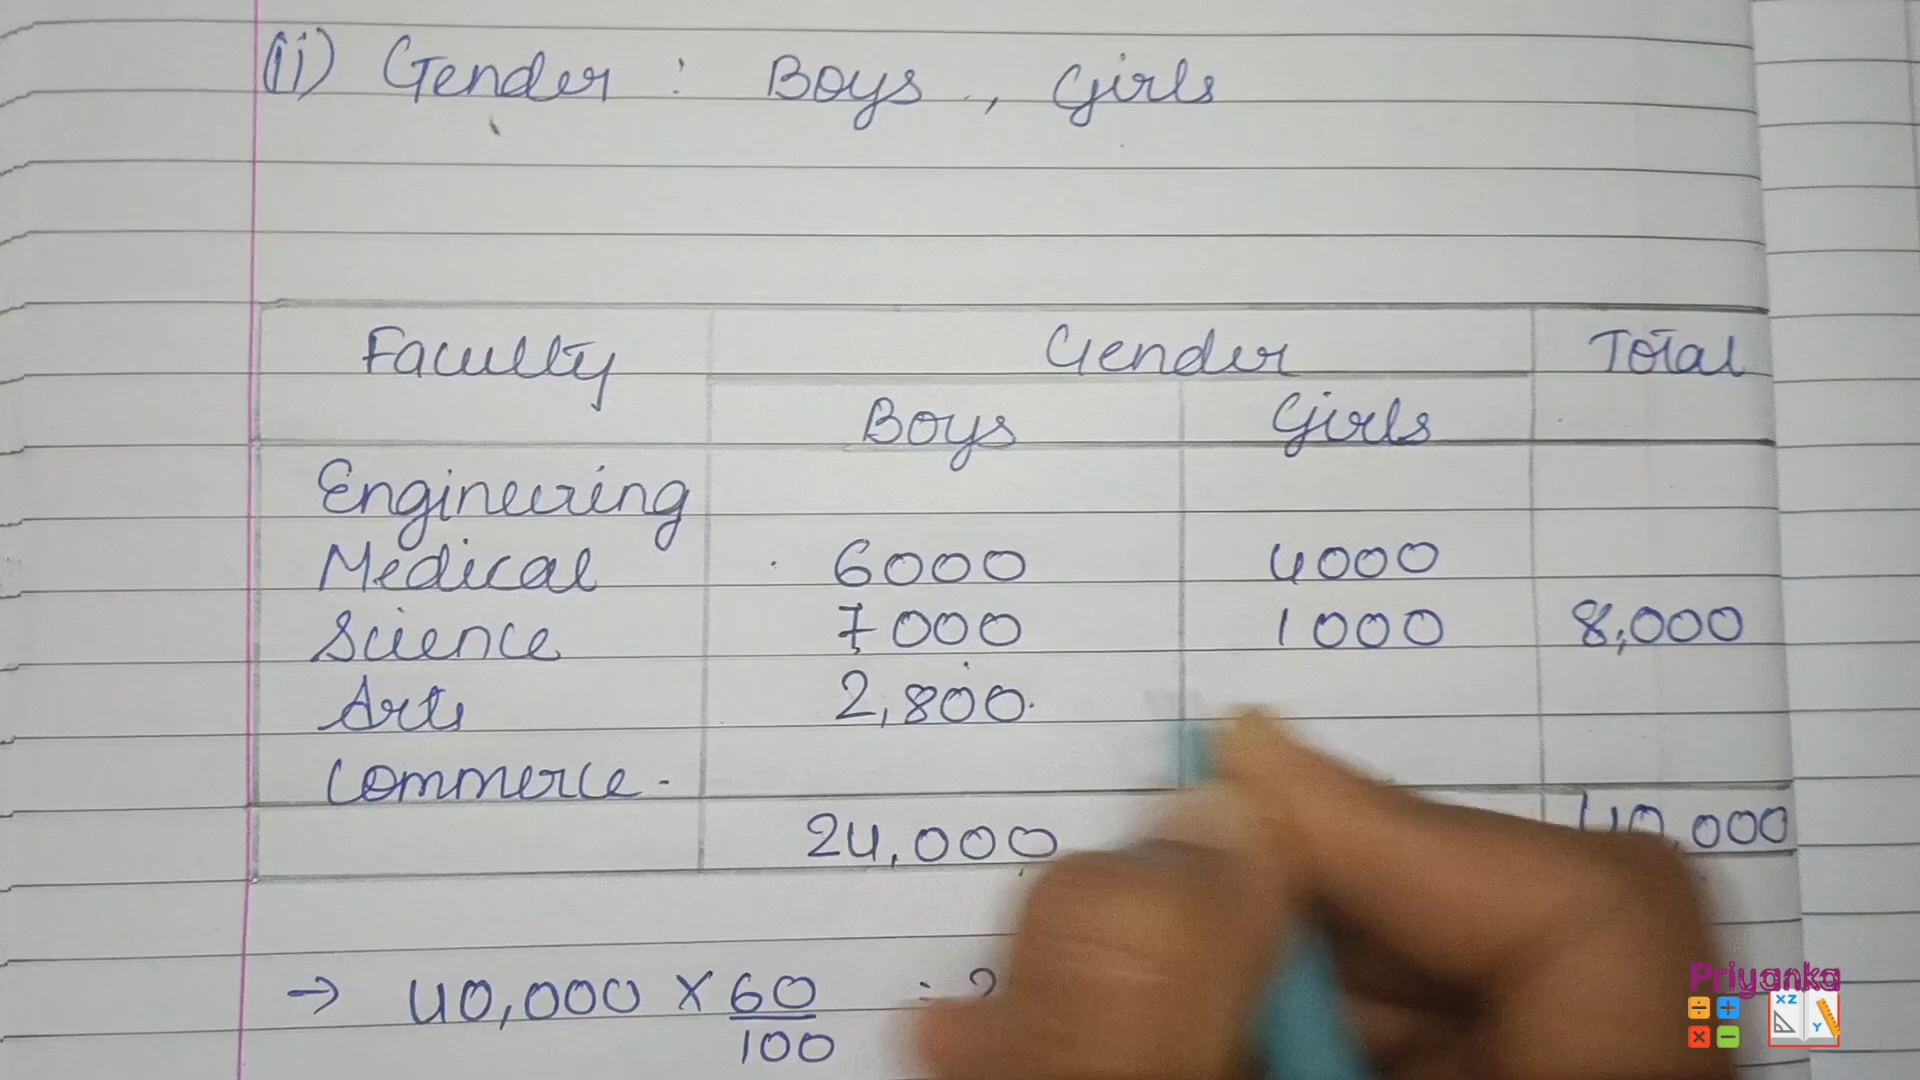 (ii) Gender : Boys , Girls
Faculty Gender Total
Boys Girls
Engineering
Medical 6000 4000
Science 7000 1000 8,000
Arts 2,800
Commerce
24,000 40,000
→ 40,000 × 60/100
Priyanka